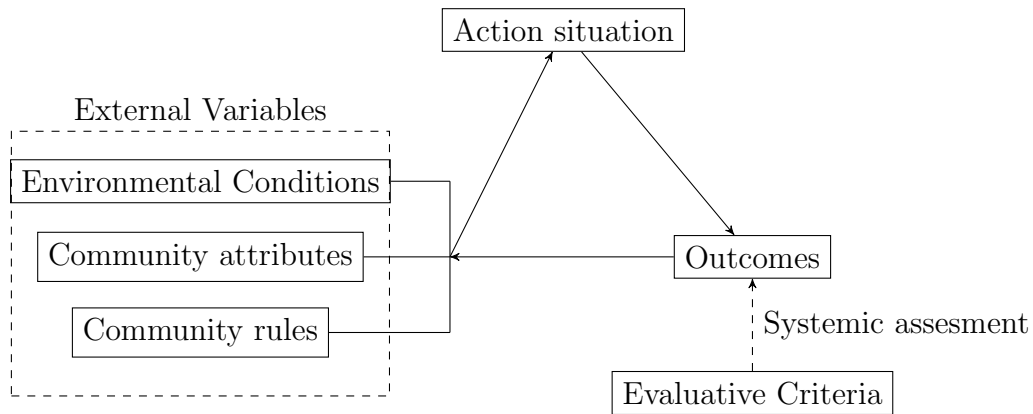 Action situation
External Variables
Environmental Conditions
Community attributes
Community rules
Outcomes
Systemic assesment
Evaluative Criteria